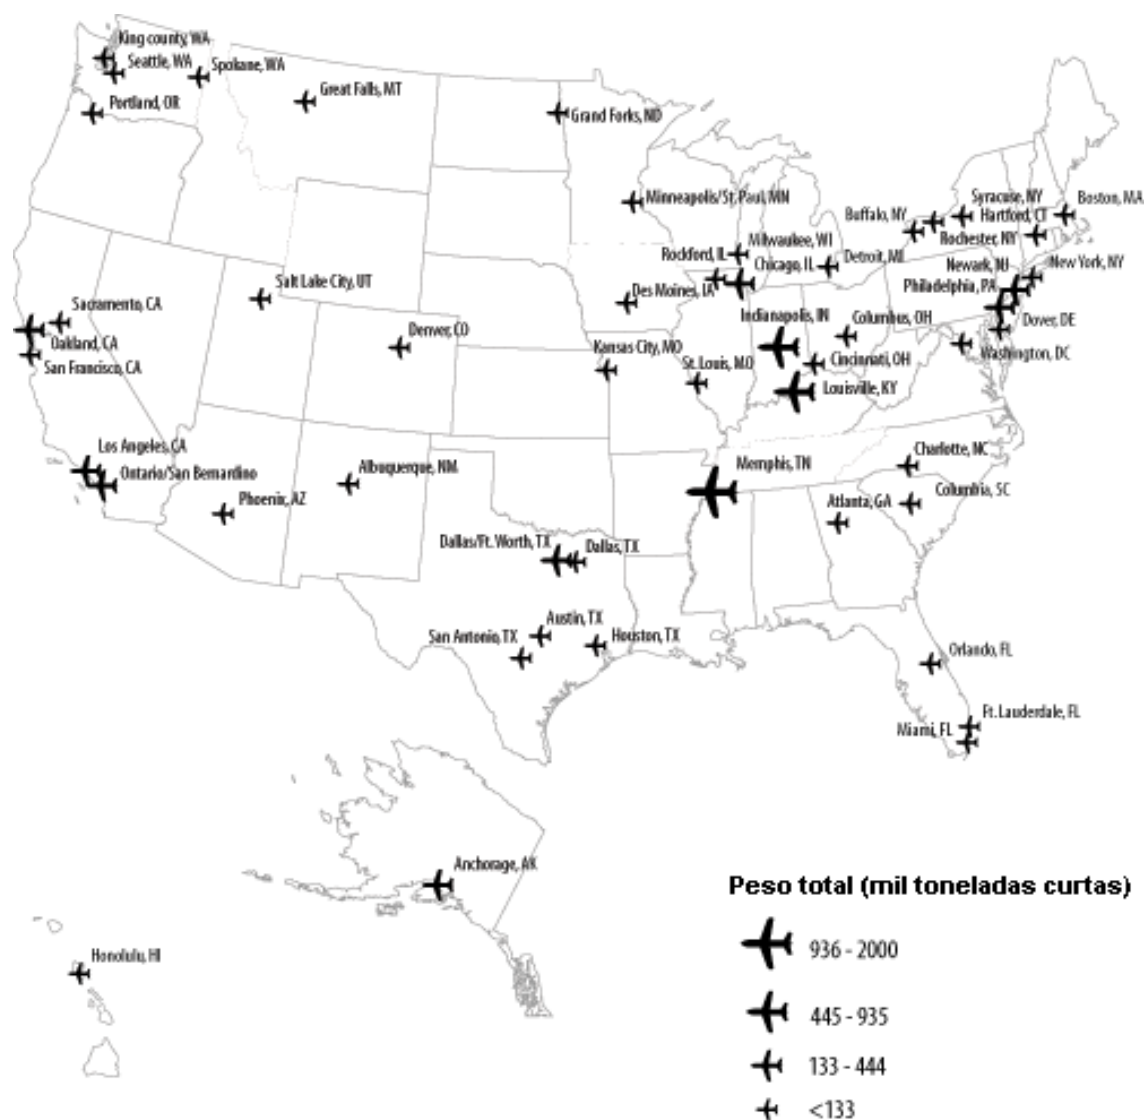 King county, WA
Seattle, WA
Spokane, WA
Great Falls, MT
Portland, OR
Grand Forks, ND
Minneapolis/St. Paul, MN
Syracuse, NY
Boston, MA
Buffalo, NY
Hartford, CT
Rochester, NY
Milwaukee, WI
Rockford, IL
Chicago, IL
Detroit, MI
Newark, NJ
New York, NY
Salt Lake City, UT
Des Moines, IA
Philadelphia, PA
Sacramento, CA
Indianapolis, IN
Columbus, OH
Dover, DE
Denver, CO
Oakland, CA
Kansas City, MO
Washington, DC
San Francisco, CA
St. Louis, MO
Cincinnati, OH
Louisville, KY
Los Angeles, CA
Ontario/San Bernardino
Albuquerque, NM
Memphis, TN
Charlotte, NC
Phoenix, AZ
Atlanta, GA
Columbia, SC
Dallas/Ft. Worth, TX
Dallas, TX
Austin, TX
San Antonio, TX
Houston, TX
Orlando, FL
Ft. Lauderdale, FL
Miami, FL
Anchorage, AK
Honolulu, HI
Peso total (mil toneladas curtas)
936 - 2000
445 - 935
133 - 444
<133